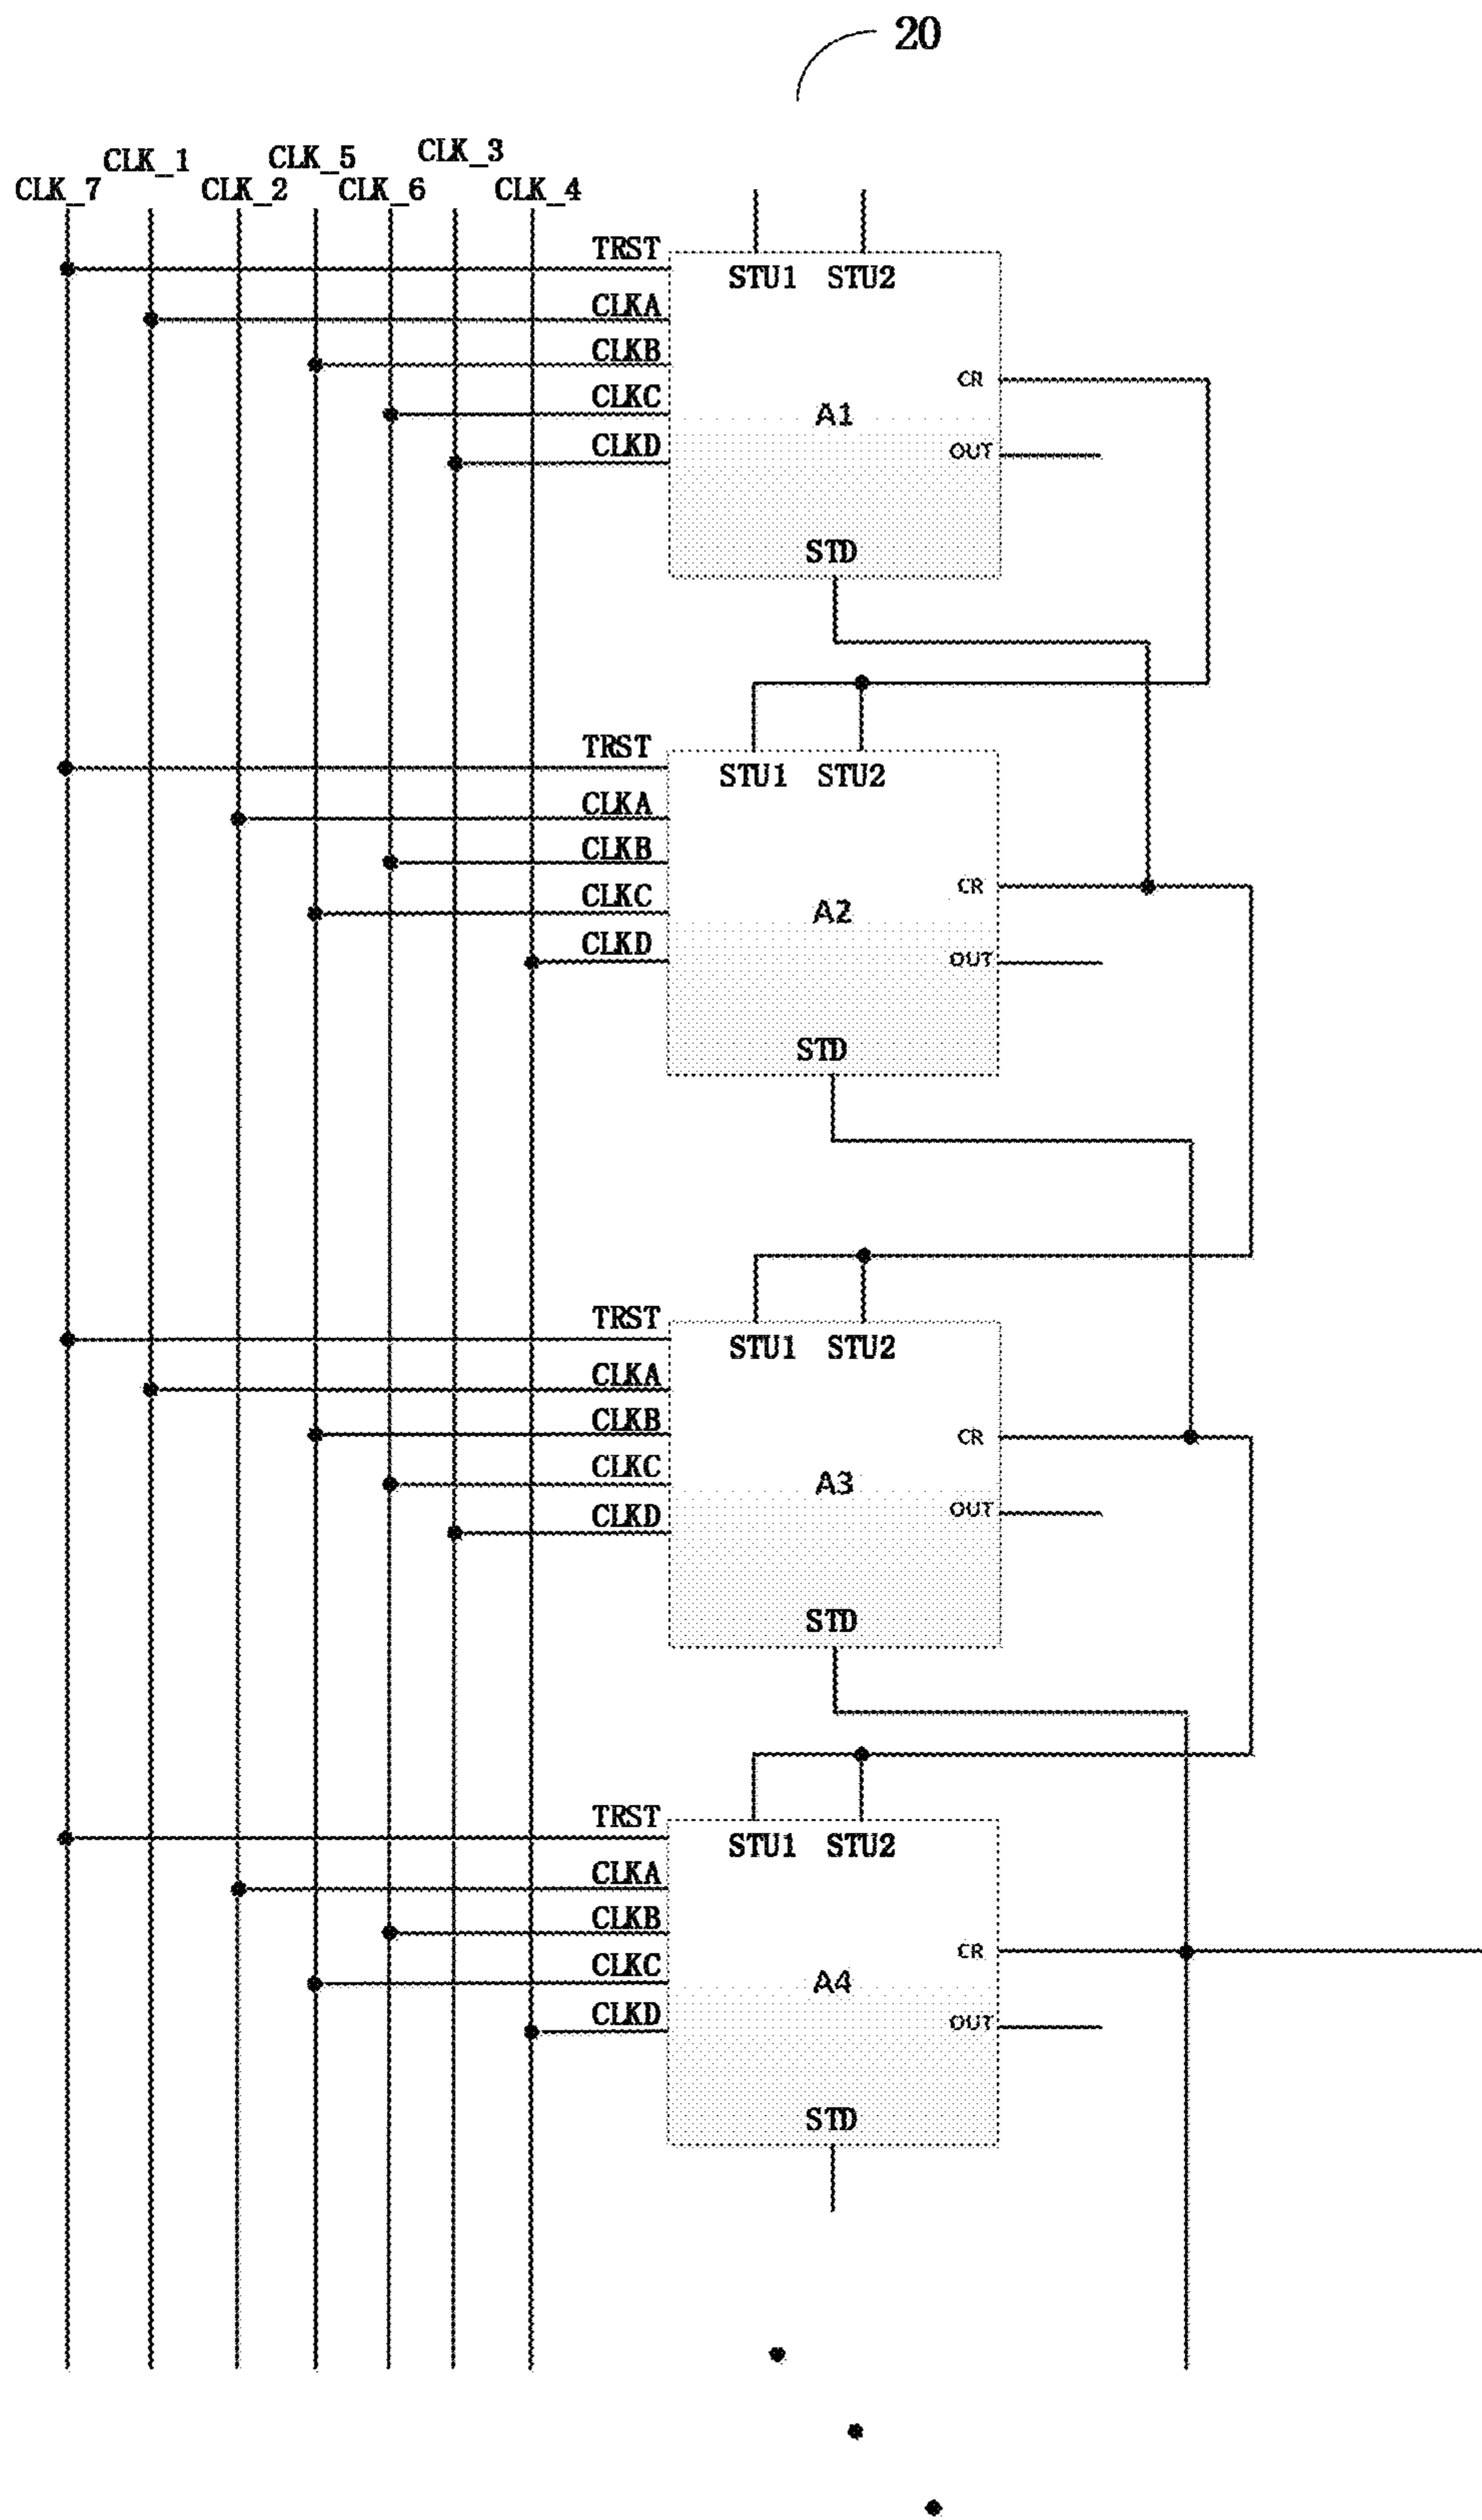 20
CLK_7 CLK_1 CLK_2 CLK_5 CLK_6 CLK_3 CLK_4
TRST
STU1 STU2
CLKA
CLKB
CR
CLKC
A1
CLKD
OUT
STD
TRST
STU1 STU2
CLKA
CLKB
CR
CLKC
A2
CLKD
OUT
STD
TRST
STU1 STU2
CLKA
CLKB
CR
CLKC
A3
CLKD
OUT
STD
TRST
STU1 STU2
CLKA
CLKB
CR
CLKC
A4
CLKD
OUT
STD